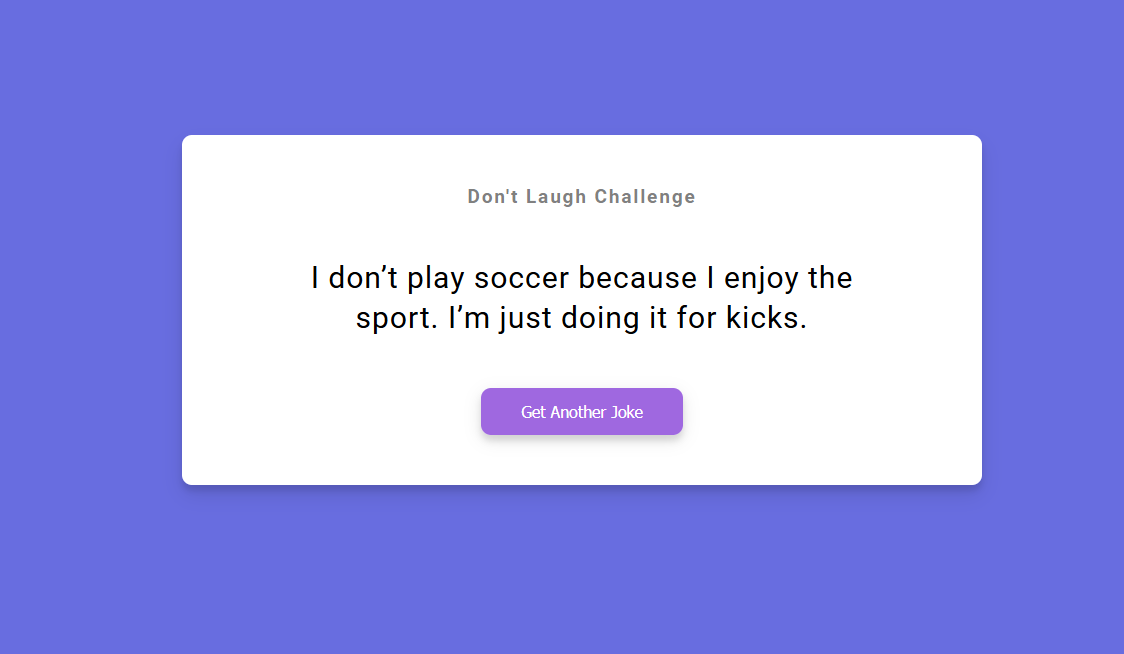 Don't Laugh Challenge
I don’t play soccer because I enjoy the
sport. I’m just doing it for kicks.
Get Another Joke